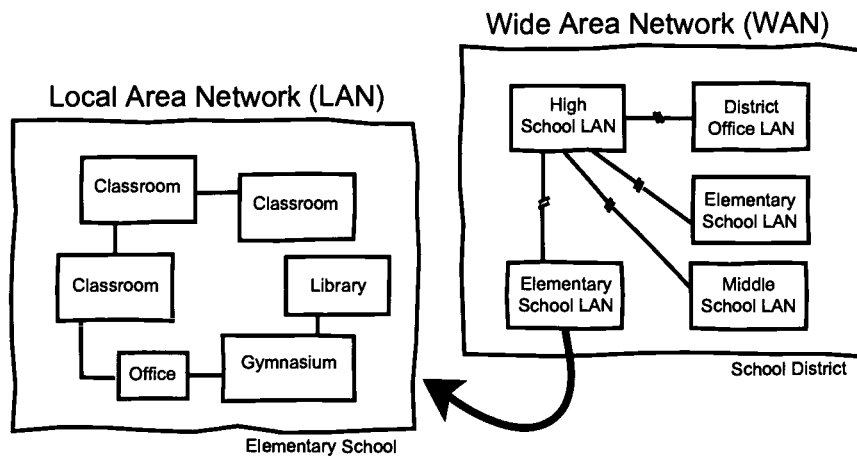 Wide Area Network (WAN)
High
School LAN
District
Office LAN
Elementary
School LAN
Elementary
School LAN
Middle
School LAN
School District
Local Area Network (LAN)
Classroom
Classroom
Classroom
Library
Office
Gymnasium
Elementary School